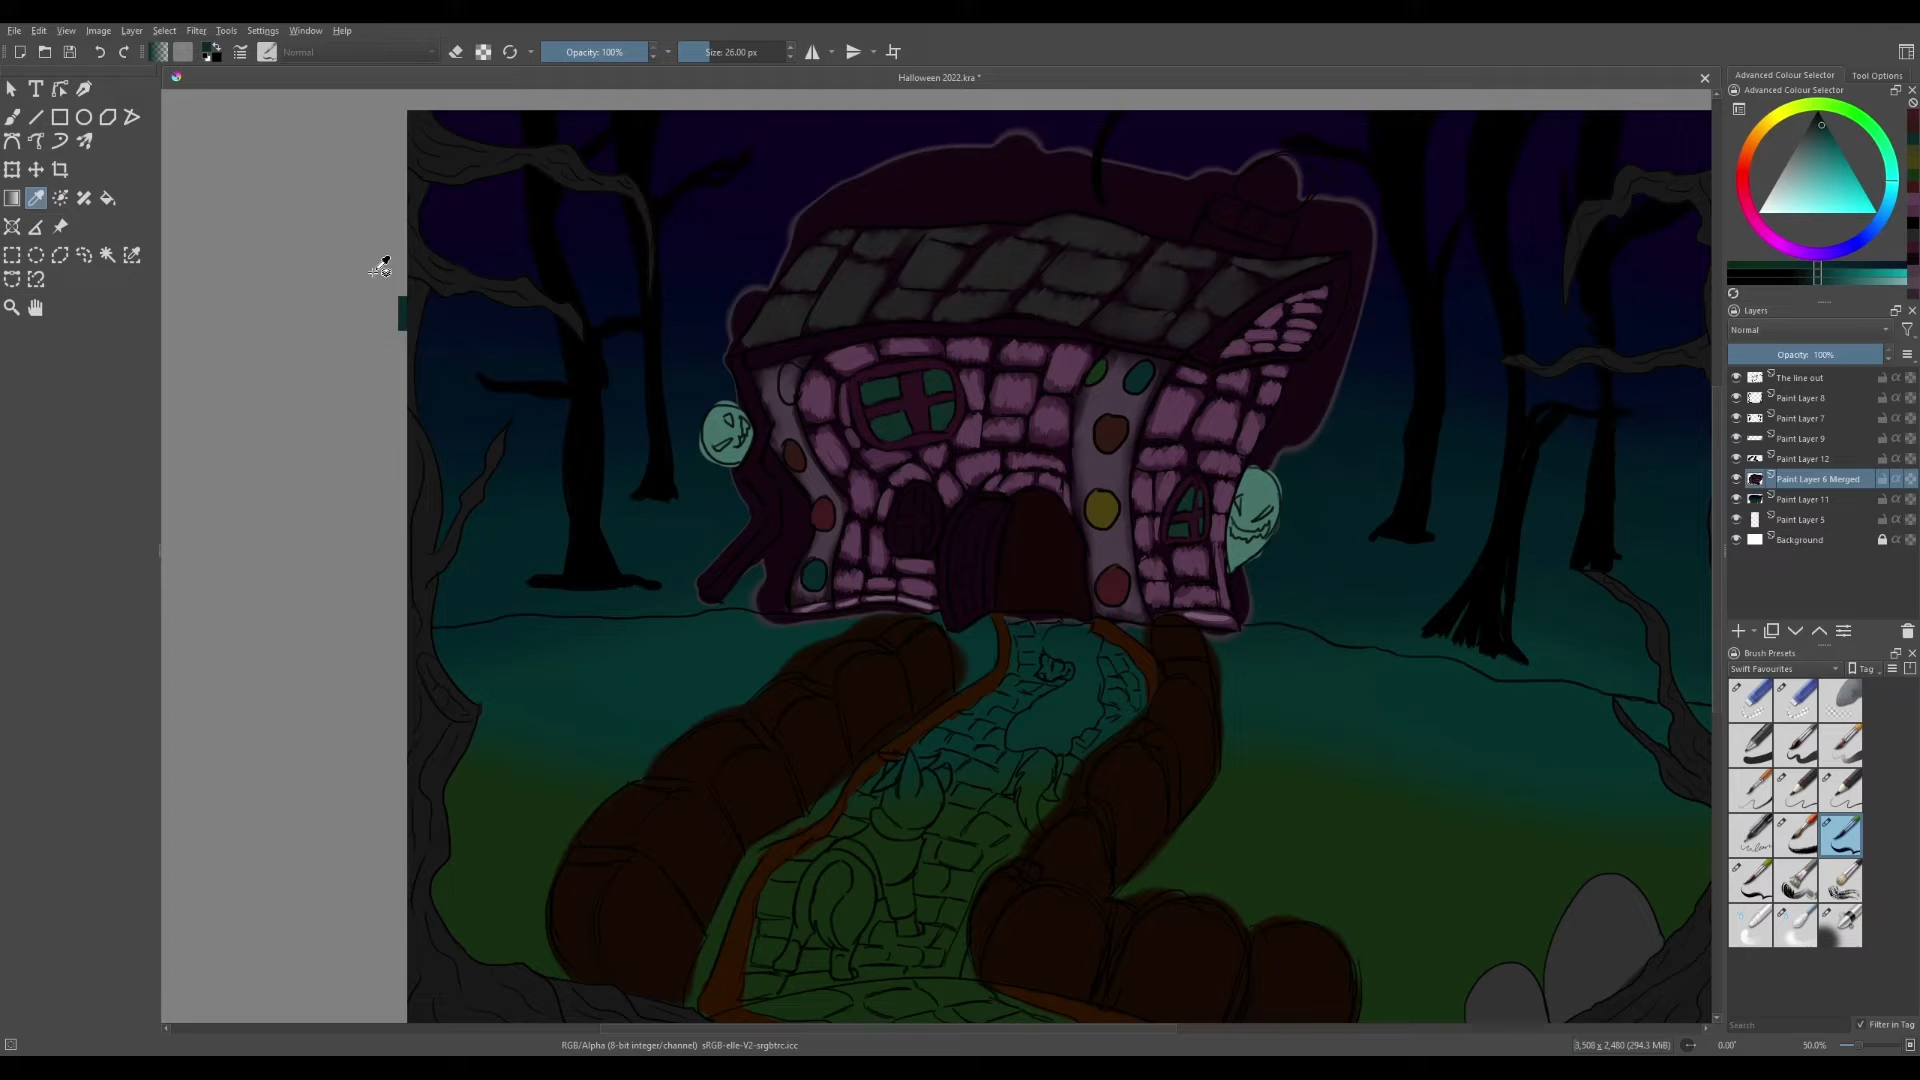 File Edit View Image Layer Select Filter Tools Settings Window Help
Normal
Opacity: 100%
Size: 26.00 px
Halloween 2022.kra *
Advanced Colour Selector
Tool Options
Advanced Colour Selector
Layers
Normal
Opacity: 100%
The line out
Paint Layer 8
Paint Layer 7
Paint Layer 9
Paint Layer 12
Paint Layer 6 Merged
Paint Layer 11
Paint Layer 5
Background
Brush Presets
Swift Favourites
Tag
Search
Filter in Tag
RGB/Alpha (8-bit integer/channel) sRGB-elle-V2-srgbtrc.icc
3,508 x 2,480 (294.3 MiB)
0.00°
50.0%